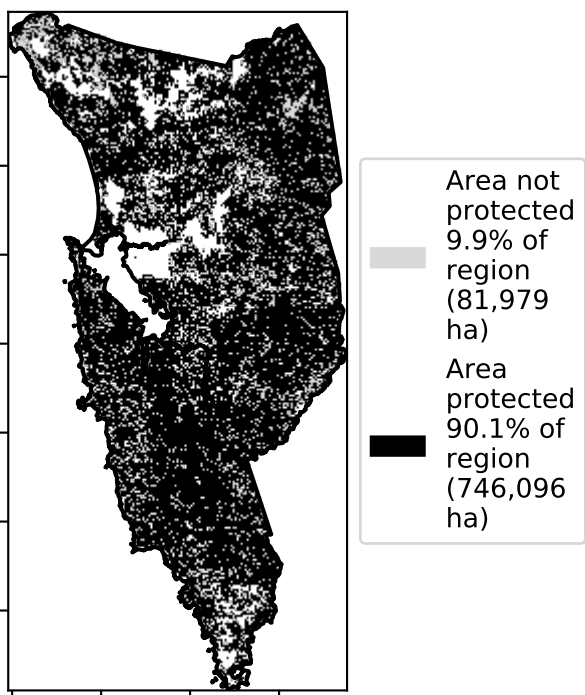 Area not
protected
9.9% of
region
(81,979
ha)
Area
protected
90.1% of
region
(746,096
ha)